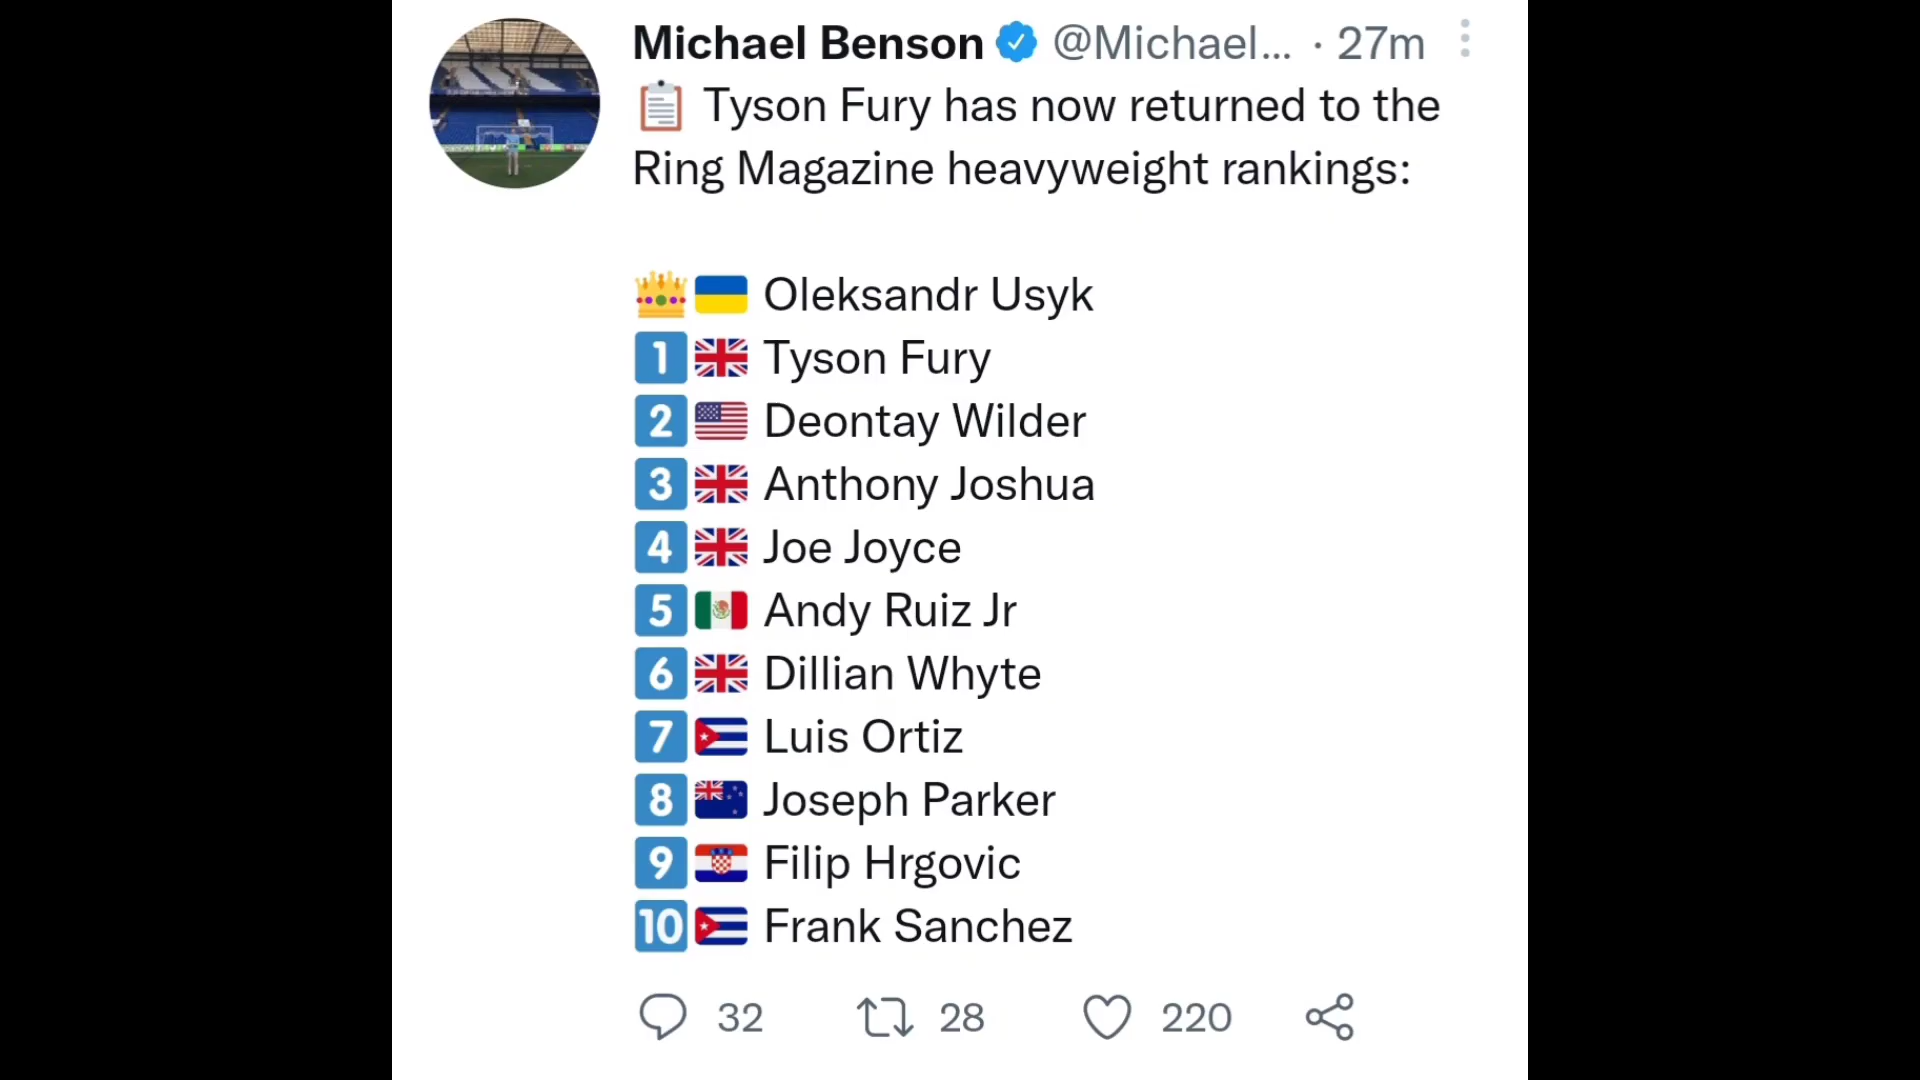 Michael Benson @Michael... · 27m
📋 Tyson Fury has now returned to the
Ring Magazine heavyweight rankings:
👑🇺🇦 Oleksandr Usyk
1️⃣🇬🇧 Tyson Fury
2️⃣🇺🇸 Deontay Wilder
3️⃣🇬🇧 Anthony Joshua
4️⃣🇬🇧 Joe Joyce
5️⃣🇲🇽 Andy Ruiz Jr
6️⃣🇬🇧 Dillian Whyte
7️⃣🇨🇺 Luis Ortiz
8️⃣🇳🇿 Joseph Parker
9️⃣🇭🇷 Filip Hrgovic
🔟🇨🇺 Frank Sanchez
32 28 220